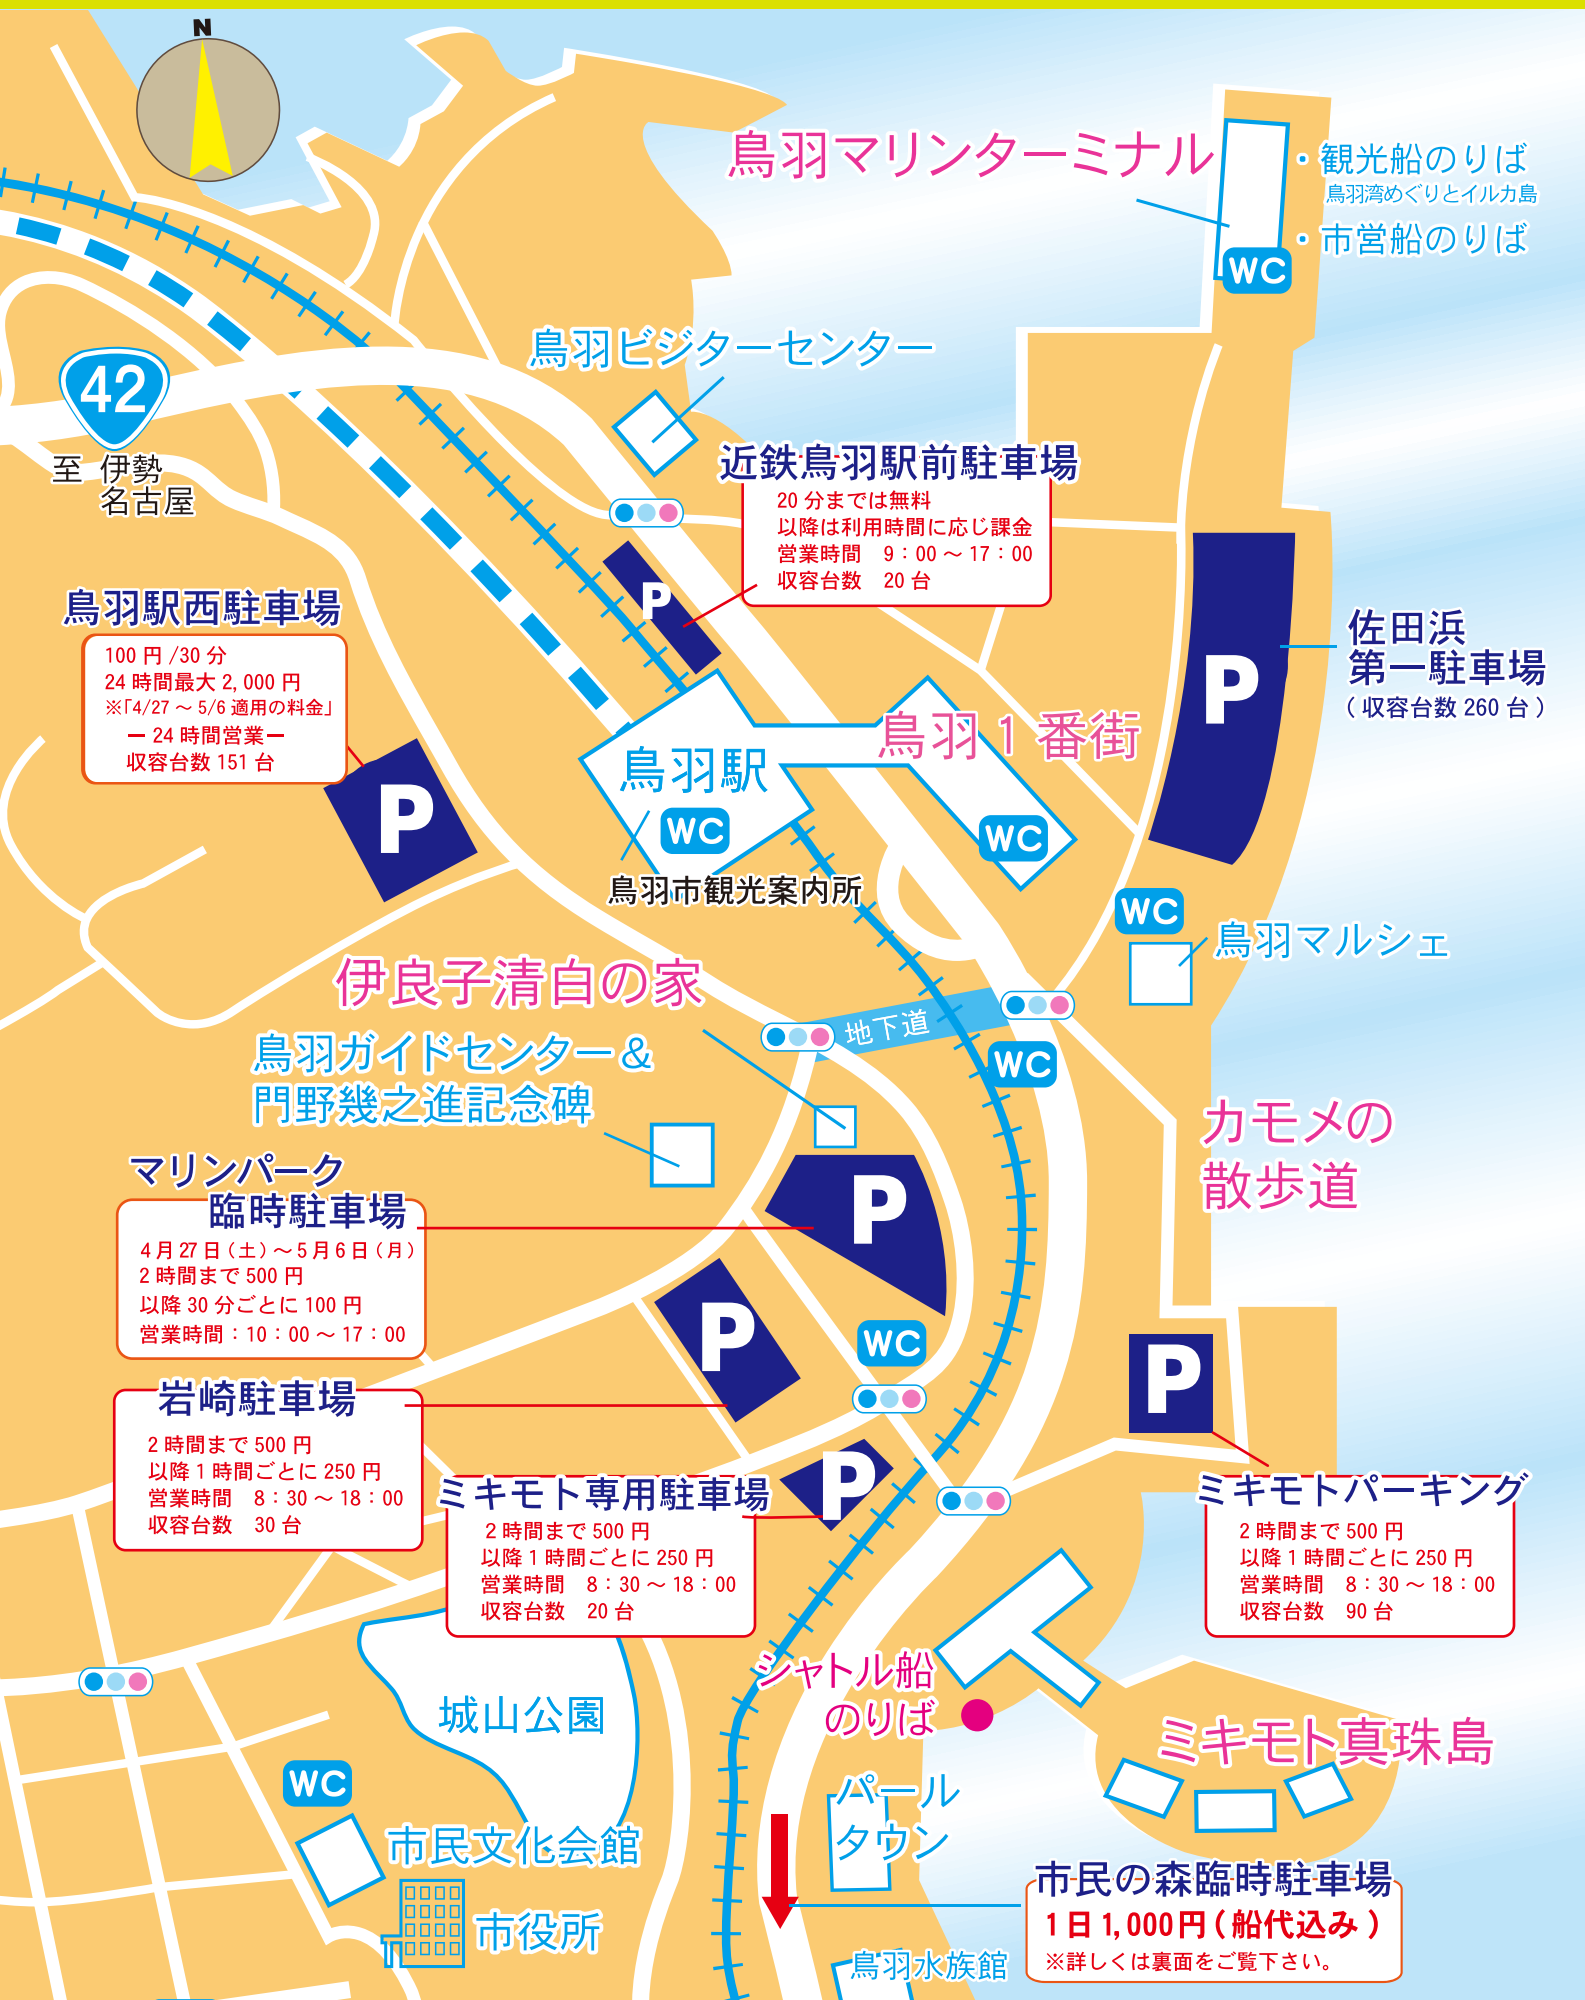 N
鳥羽マリンターミナル
・観光船のりば
鳥羽湾めぐりとイルカ島
・市営船のりば
WC
鳥羽ビジターセンター
42
至 伊勢
名古屋
近鉄鳥羽駅前駐車場
20分までは無料
以降は利用時間に応じ課金
営業時間 9：00～17：00
収容台数 20台
P
鳥羽駅西駐車場
100円/30分
24時間最大2,000円
※「4/27～5/6適用の料金」
ー24時間営業ー
収容台数151台
P
佐田浜
第一駐車場
（収容台数260台）
P
鳥羽1番街
WC
鳥羽駅
WC
鳥羽市観光案内所
WC
鳥羽マルシェ
伊良子清白の家
地下道
WC
鳥羽ガイドセンター＆
門野幾之進記念碑
カモメの
散歩道
マリンパーク
臨時駐車場
4月27日（土）～5月6日（月）
2時間まで500円
以降30分ごとに100円
営業時間：10：00～17：00
P
P
WC
岩崎駐車場
2時間まで500円
以降1時間ごとに250円
営業時間 8：30～18：00
収容台数 30台
ミキモト専用駐車場
2時間まで500円
以降1時間ごとに250円
営業時間 8：30～18：00
収容台数 20台
P
P
ミキモトパーキング
2時間まで500円
以降1時間ごとに250円
営業時間 8：30～18：00
収容台数 90台
シャトル船
のりば
城山公園
ミキモト真珠島
WC
パール
タウン
市民文化会館
市役所
市民の森臨時駐車場
1日1,000円（船代込み）
※詳しくは裏面をご覧下さい。
鳥羽水族館